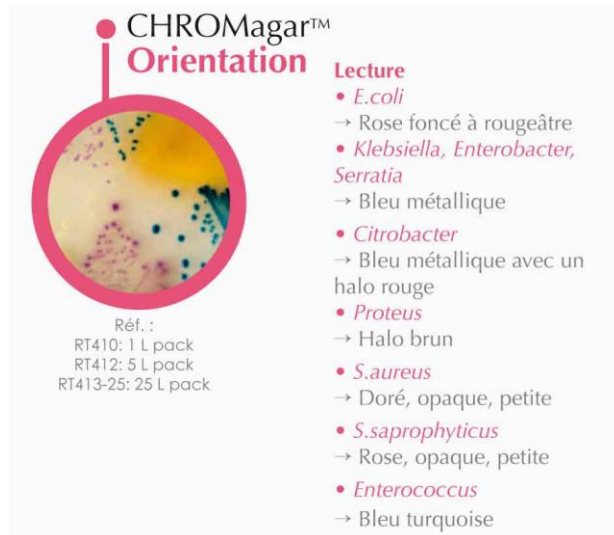 CHROMagar™
Orientation
Réf. :
RT410: 1 L pack
RT412: 5 L pack
RT413-25: 25 L pack
Lecture
• E.coli
→ Rose foncé à rougeâtre
• Klebsiella, Enterobacter,
Serratia
→ Bleu métallique
• Citrobacter
→ Bleu métallique avec un
halo rouge
• Proteus
→ Halo brun
• S.aureus
→ Doré, opaque, petite
• S.saprophyticus
→ Rose, opaque, petite
• Enterococcus
→ Bleu turquoise